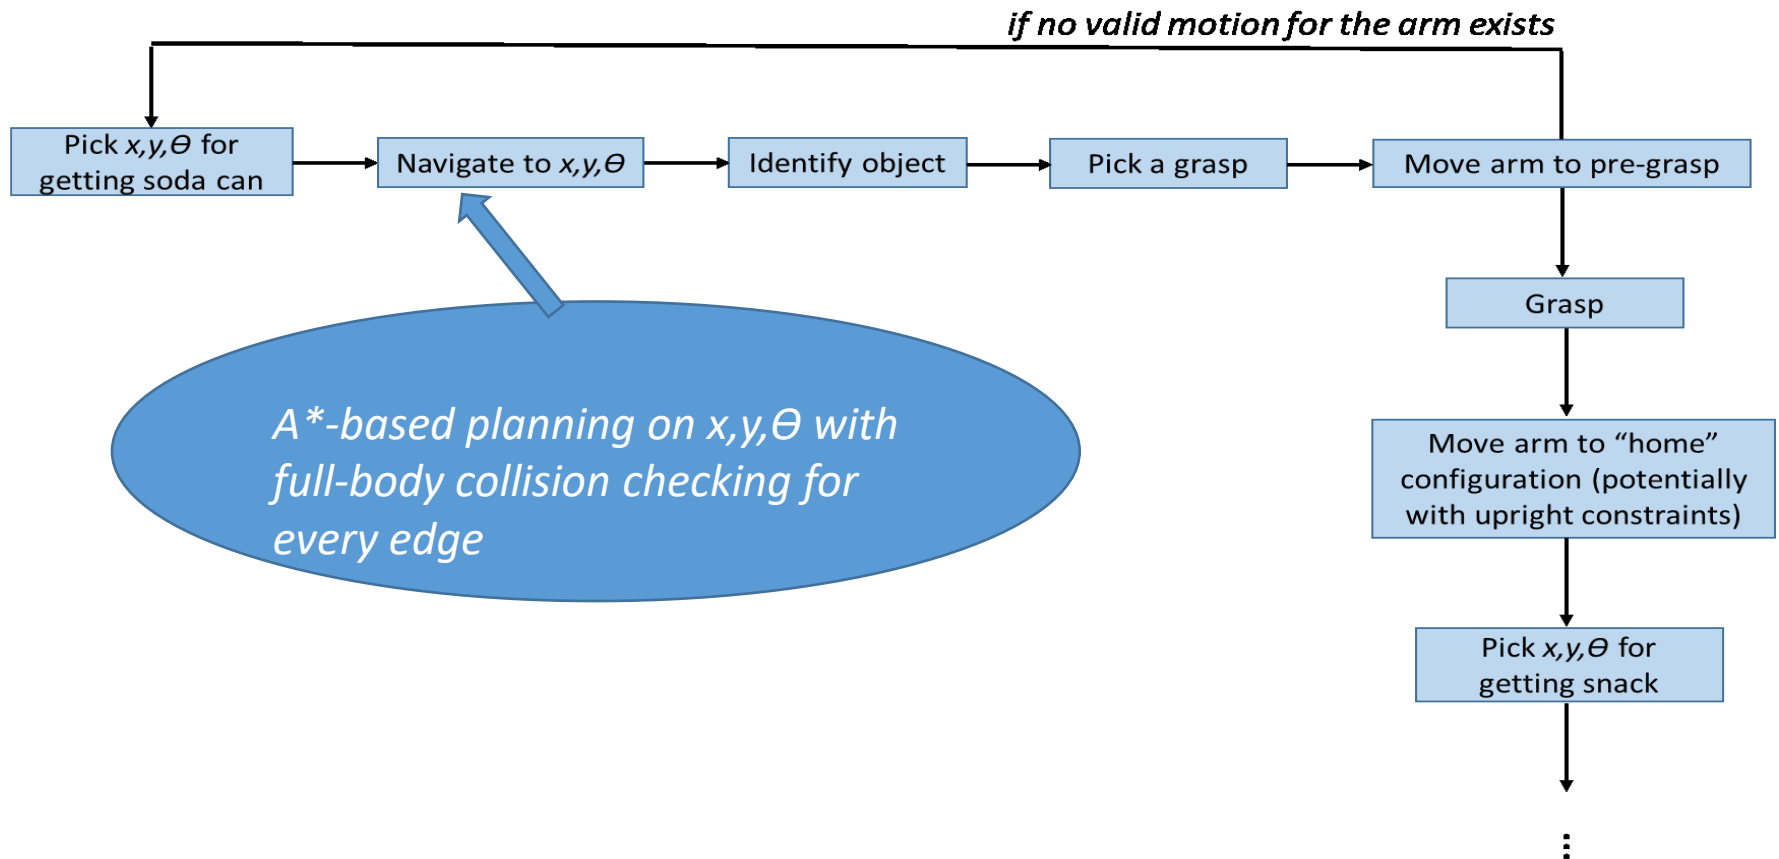 if no valid motion for the arm exists
Pick x,y,Θ for
getting soda can
Navigate to x,y,Θ
Identify object
Pick a grasp
Move arm to pre-grasp
Grasp
A*-based planning on x,y,Θ with
full-body collision checking for
every edge
Move arm to “home”
configuration (potentially
with upright constraints)
Pick x,y,Θ for
getting snack
...